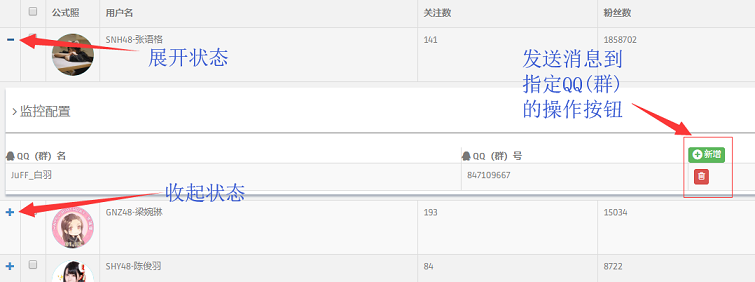 公式照 用户名 关注数 粉丝数
SNH48-张语格 141 1858702
展开状态
发送消息到
指定QQ(群)
的操作按钮
监控配置
QQ（群）名 QQ（群）号 新增
JuFF_白羽 847109667
收起状态
GNZ48-梁婉琳 193 15034
SHY48-陈俊羽 84 8722